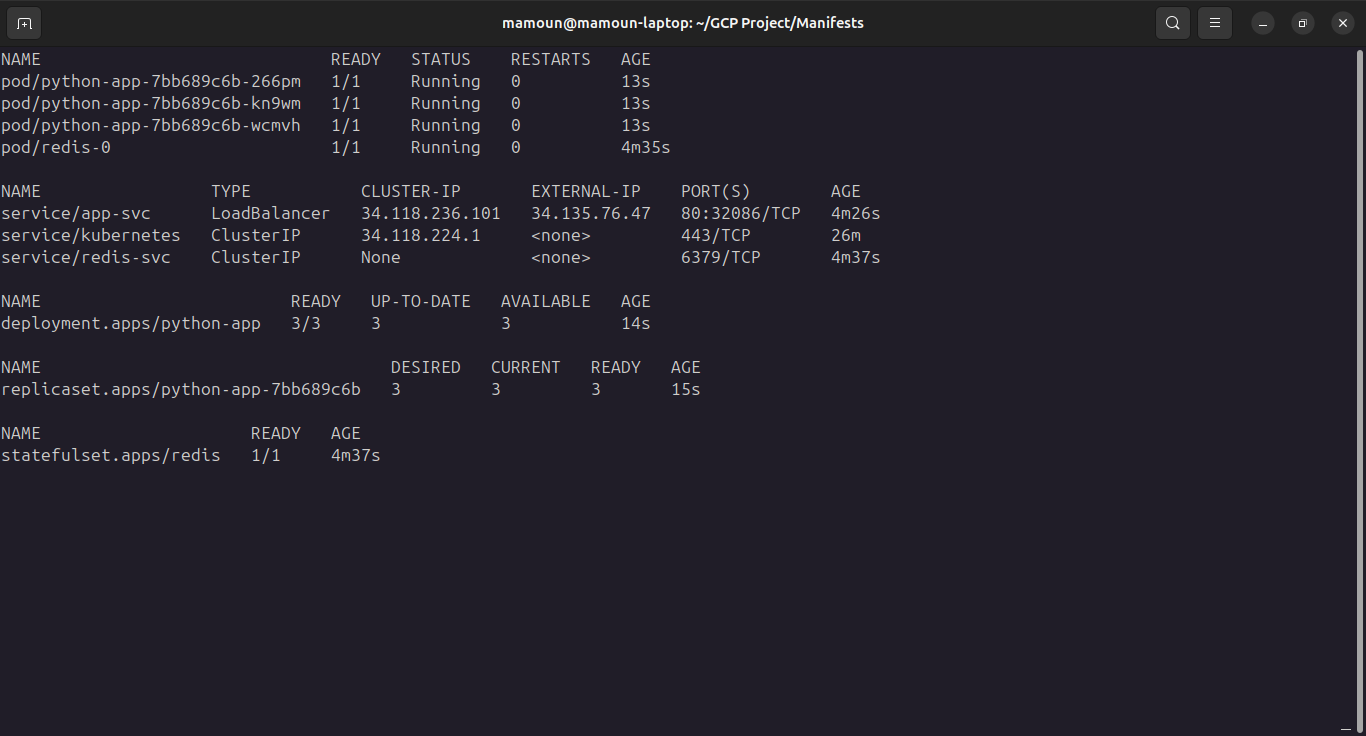 mamoun@mamoun-laptop: ~/GCP Project/Manifests
NAME                             READY   STATUS    RESTARTS   AGE
pod/python-app-7bb689c6b-266pm   1/1     Running   0          13s
pod/python-app-7bb689c6b-kn9wm   1/1     Running   0          13s
pod/python-app-7bb689c6b-wcmvh   1/1     Running   0          13s
pod/redis-0                      1/1     Running   0          4m35s

NAME                 TYPE           CLUSTER-IP       EXTERNAL-IP    PORT(S)        AGE
service/app-svc      LoadBalancer   34.118.236.101   34.135.76.47   80:32086/TCP   4m26s
service/kubernetes   ClusterIP      34.118.224.1     <none>         443/TCP        26m
service/redis-svc    ClusterIP      None             <none>         6379/TCP       4m37s

NAME                         READY   UP-TO-DATE   AVAILABLE   AGE
deployment.apps/python-app   3/3     3            3           14s

NAME                                   DESIRED   CURRENT   READY   AGE
replicaset.apps/python-app-7bb689c6b   3         3         3       15s

NAME                     READY   AGE
statefulset.apps/redis   1/1     4m37s